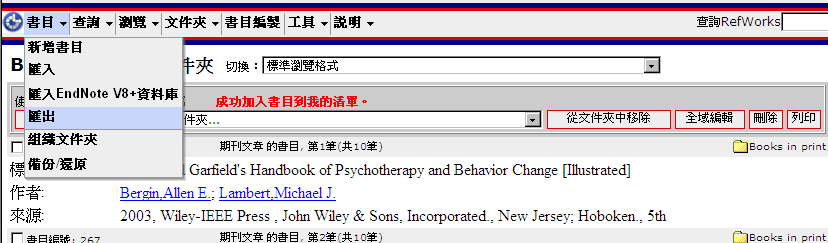 書目 查詢 瀏覽 文件夾 書目編製 工具 說明 查詢RefWorks
新增書目
匯入
匯入EndNote V8+資料庫
匯出
組織文件夾
備份/還原
B 件夾 切換： 標準瀏覽格式
使 成功加入書目到我的清單。
件夾... 從文件夾中移除 全域編輯 刪除 列印
期刊文章 的書目, 第1筆(共10筆) Books in print
標 Garfield's Handbook of Psychotherapy and Behavior Change [Illustrated]
作者: Bergin,Allen E.; Lambert,Michael J.
來源: 2003, Wiley-IEEE Press , John Wiley & Sons, Incorporated., New Jersey; Hoboken., 5th
書目編號: 267 期刊文章 的書目, 第2筆(共10筆) Books in print